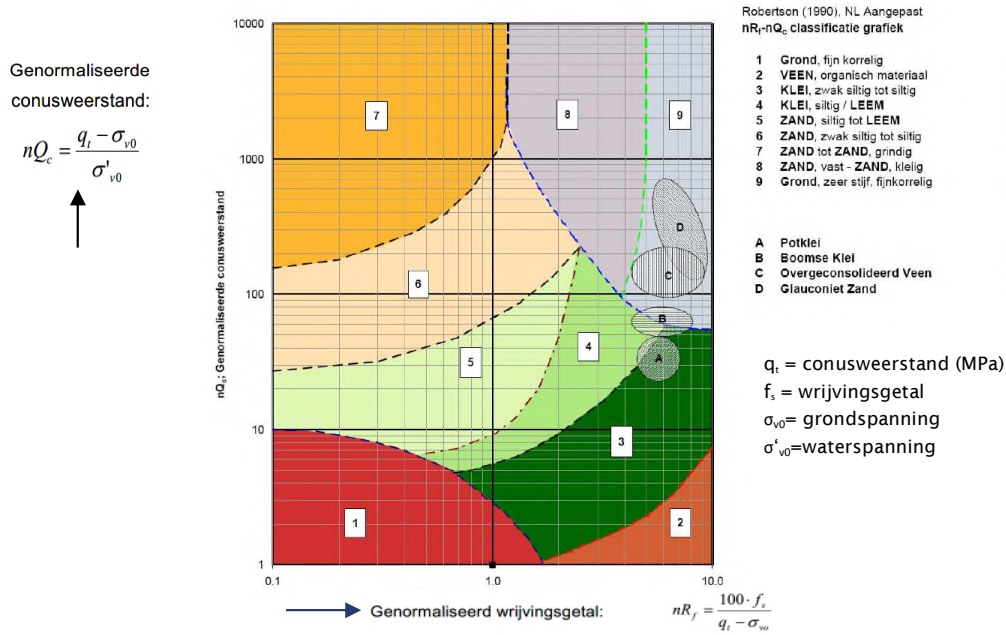 Genormaliseerde
conusweerstand:
nQc = (qt − σv0) / σ'v0
nQc; Genormaliseerde conusweerstand
10000
1000
100
10
1
0.1
1.0
10.0
7
8
9
6
5
4
3
1
2
D
C
B
A
Genormaliseerd wrijvingsgetal:
nRf = (100 · fs) / (qt − σvo)
Robertson (1990), NL Aangepast
nRf-nQc classificatie grafiek
1 Grond, fijn korrelig
2 VEEN, organisch materiaal
3 KLEI, zwak siltig tot siltig
4 KLEI, siltig / LEEM
5 ZAND, siltig tot LEEM
6 ZAND, zwak siltig tot siltig
7 ZAND tot ZAND, grindig
8 ZAND, vast - ZAND, kleiig
9 Grond, zeer stijf, fijnkorrelig
A Potklei
B Boomse Klei
C Overgeconsolideerd Veen
D Glauconiet Zand
qt = conusweerstand (MPa)
fs = wrijvingsgetal
σv0= grondspanning
σ'v0=waterspanning